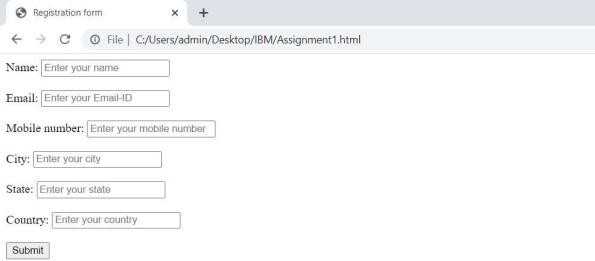 Registration form
File | C:/Users/admin/Desktop/IBM/Assignment1.html
Name: Enter your name
Email: Enter your Email-ID
Mobile number: Enter your mobile number
City: Enter your city
State: Enter your state
Country: Enter your country
Submit